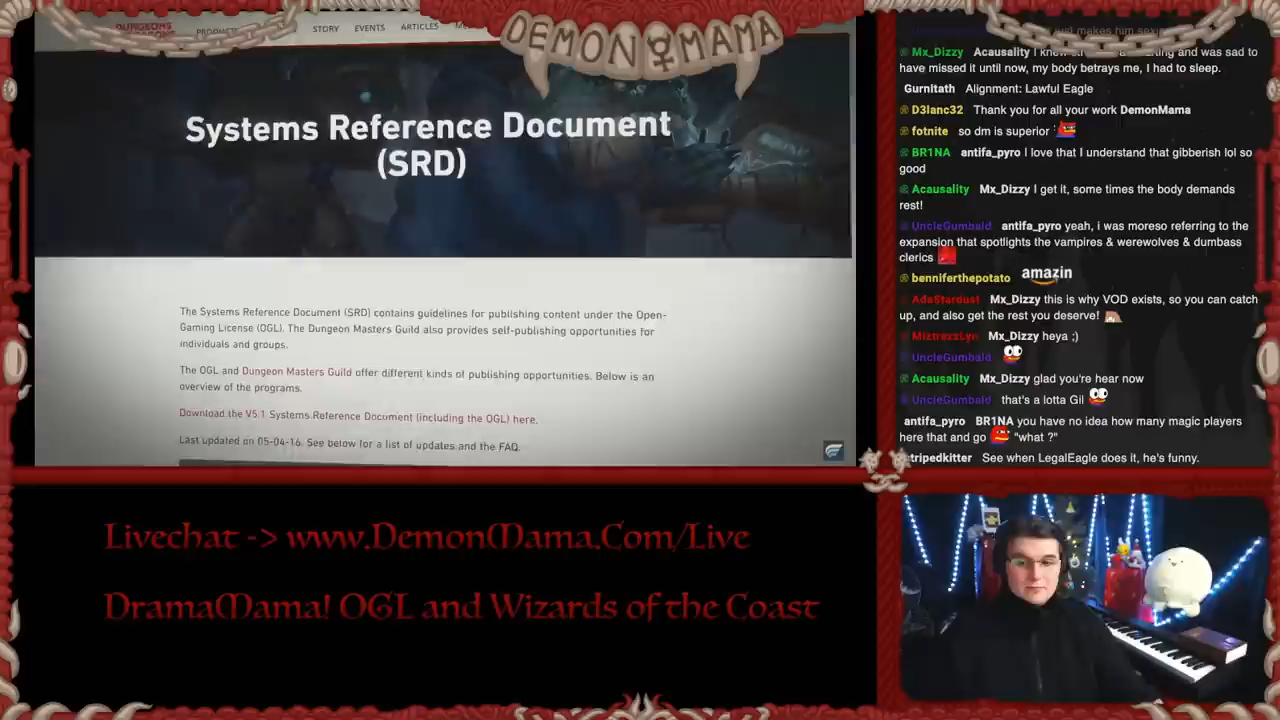 DUNGEONS
STORY
EVENTS
ARTICLES
DEMON MAMA
Systems Reference Document
(SRD)
The Systems Reference Document (SRD) contains guidelines for publishing content under the Open-
Gaming License (OGL). The Dungeon Masters Guild also provides self-publishing opportunities for
individuals and groups.
The OGL and Dungeon Masters Guild offer different kinds of publishing opportunities. Below is an
overview of the programs.
Download the V5.1 Systems Reference Document (including the OGL) here.
Last updated on 05-04-16. See below for a list of updates and the FAQ.
Livechat -> www.DemonMama.Com/Live
DramaMama! OGL and Wizards of the Coast
makes him
Mx_Dizzy Acausality I and was sad to
have missed it until now, my body betrays me, I had to sleep.
Gurnitath Alignment: Lawful Eagle
D3lanc32 Thank you for all your work DemonMama
fotnite so dm is superior
BR1NA antifa_pyro I love that I understand that gibberish lol so
good
Acausality Mx_Dizzy I get it, some times the body demands
rest!
UncleGumbald antifa_pyro yeah, i was moreso referring to the
expansion that spotlights the vampires & werewolves & dumbass
clerics
benniferthepotato amazin
AdaStardust Mx_Dizzy this is why VOD exists, so you can catch
up, and also get the rest you deserve!
MiztrezzLyn Mx_Dizzy heya ;)
UncleGumbald
Acausality Mx_Dizzy glad you're hear now
UncleGumbald that's a lotta Gil
antifa_pyro BR1NA you have no idea how many magic players
here that and go "what ?"
tripedkitter See when LegalEagle does it, he's funny.